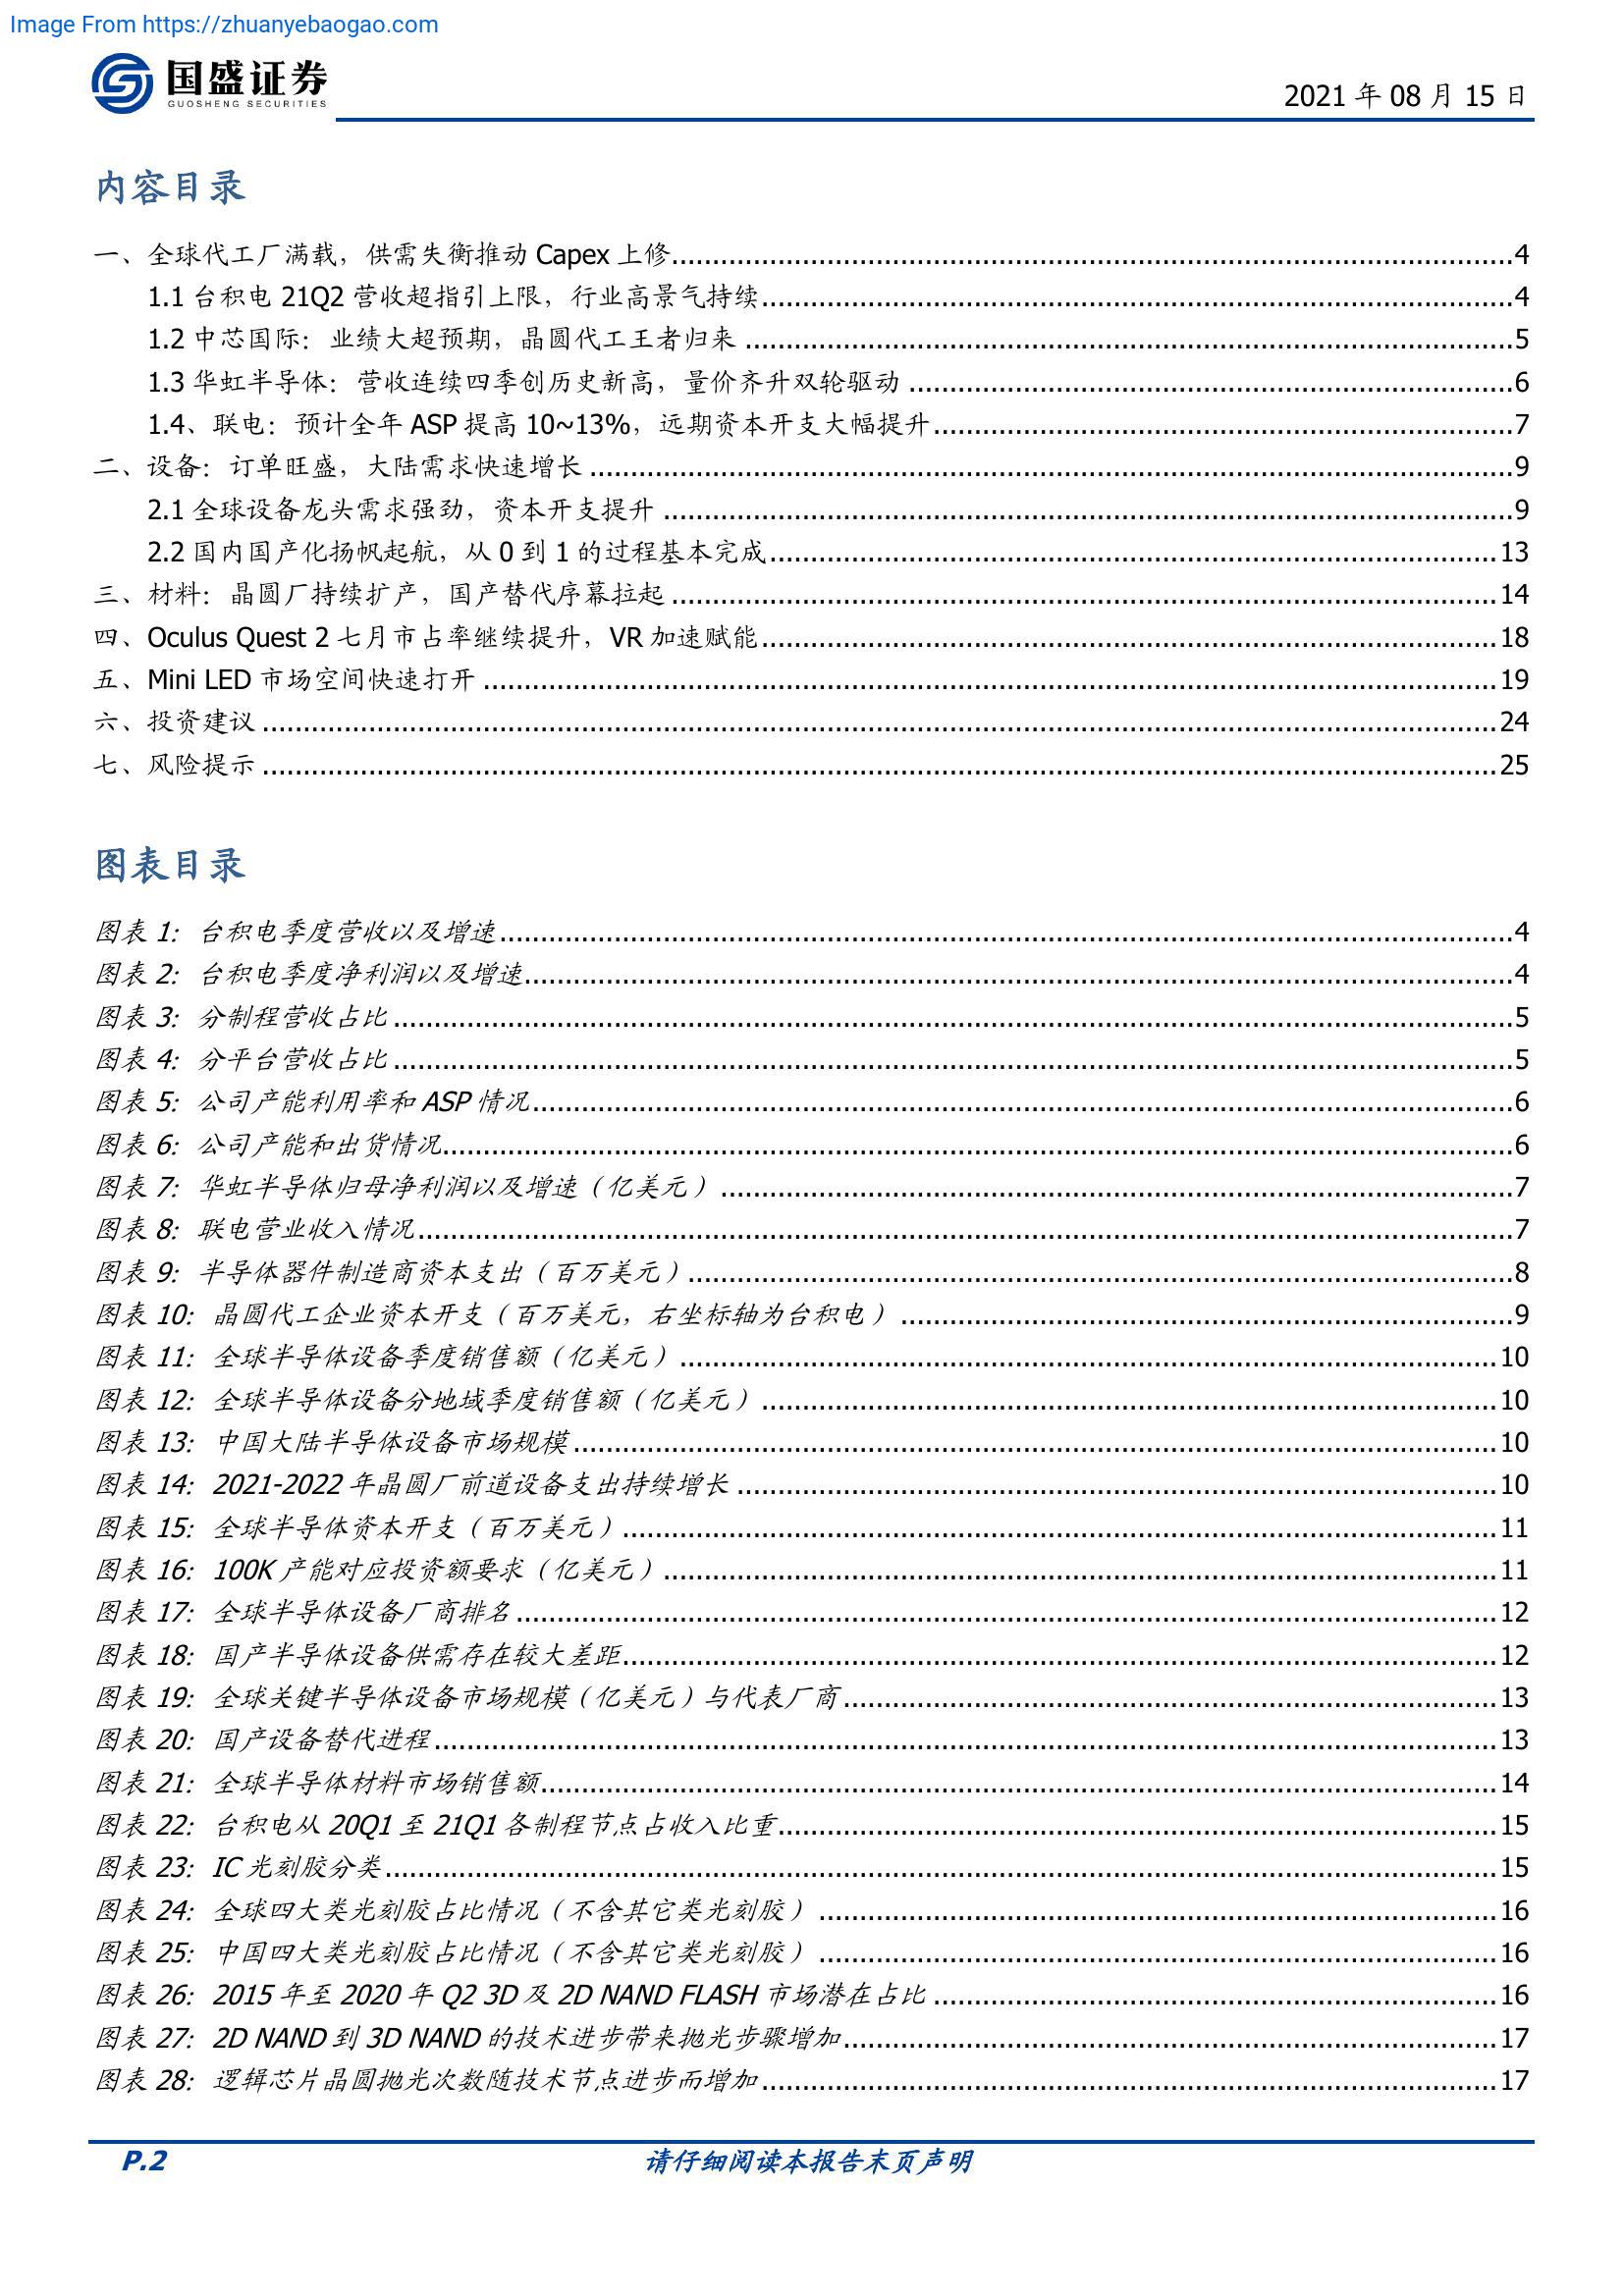 Image From https://zhuanyebaogao.com
国盛证券
GUOSHENG SECURITIES
2021 年 08 月 15 日
内容目录
一、全球代工厂满载，供需失衡推动 Capex 上修....................4
1.1 台积电 21Q2 营收超指引上限，行业高景气持续....................4
1.2 中芯国际：业绩大超预期，晶圆代工王者归来....................5
1.3 华虹半导体：营收连续四季创历史新高，量价齐升双轮驱动....................6
1.4、联电：预计全年 ASP 提高 10~13%，远期资本开支大幅提升....................7
二、设备：订单旺盛，大陆需求快速增长....................9
2.1 全球设备龙头需求强劲，资本开支提升....................9
2.2 国内国产化扬帆起航，从 0 到 1 的过程基本完成....................13
三、材料：晶圆厂持续扩产，国产替代序幕拉起....................14
四、Oculus Quest 2 七月市占率继续提升，VR 加速赋能....................18
五、Mini LED 市场空间快速打开....................19
六、投资建议....................24
七、风险提示....................25
图表目录
图表 1：台积电季度营收以及增速....................4
图表 2：台积电季度净利润以及增速....................4
图表 3：分制程营收占比....................5
图表 4：分平台营收占比....................5
图表 5：公司产能利用率和 ASP 情况....................6
图表 6：公司产能和出货情况....................6
图表 7：华虹半导体归母净利润以及增速（亿美元）....................7
图表 8：联电营业收入情况....................7
图表 9：半导体器件制造商资本支出（百万美元）....................8
图表 10：晶圆代工企业资本开支（百万美元，右坐标轴为台积电）....................9
图表 11：全球半导体设备季度销售额（亿美元）....................10
图表 12：全球半导体设备分地域季度销售额（亿美元）....................10
图表 13：中国大陆半导体设备市场规模....................10
图表 14：2021-2022 年晶圆厂前道设备支出持续增长....................10
图表 15：全球半导体资本开支（百万美元）....................11
图表 16：100K 产能对应投资额要求（亿美元）....................11
图表 17：全球半导体设备厂商排名....................12
图表 18：国产半导体设备供需存在较大差距....................12
图表 19：全球关键半导体设备市场规模（亿美元）与代表厂商....................13
图表 20：国产设备替代进程....................13
图表 21：全球半导体材料市场销售额....................14
图表 22：台积电从 20Q1 至 21Q1 各制程节点占收入比重....................15
图表 23：IC 光刻胶分类....................15
图表 24：全球四大类光刻胶占比情况（不含其它类光刻胶）....................16
图表 25：中国四大类光刻胶占比情况（不含其它类光刻胶）....................16
图表 26：2015 年至 2020 年 Q2 3D 及 2D NAND FLASH 市场潜在占比....................16
图表 27：2D NAND 到 3D NAND 的技术进步带来抛光步骤增加....................17
图表 28：逻辑芯片晶圆抛光次数随技术节点进步而增加....................17
P.2
请仔细阅读本报告末页声明